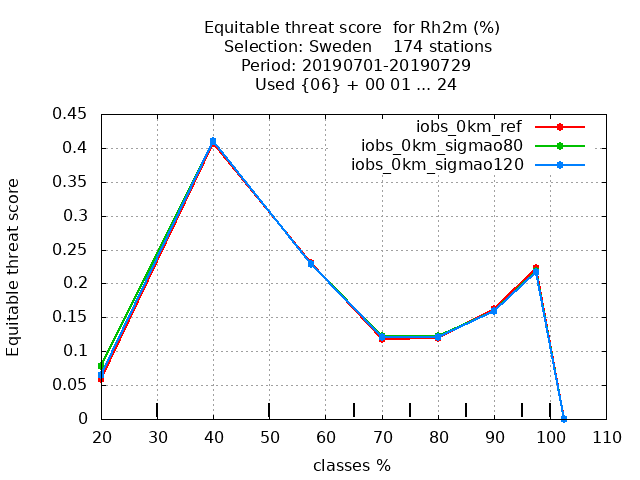 Equitable threat score  for Rh2m (%)
Selection: Sweden    174 stations
Period: 20190701-20190729
Used {06} + 00 01 ... 24
iobs_0km_ref
iobs_0km_sigmao80
iobs_0km_sigmao120
Equitable threat score
0.45
0.4
0.35
0.3
0.25
0.2
0.15
0.1
0.05
0
20 30 40 50 60 70 80 90 100 110
classes %